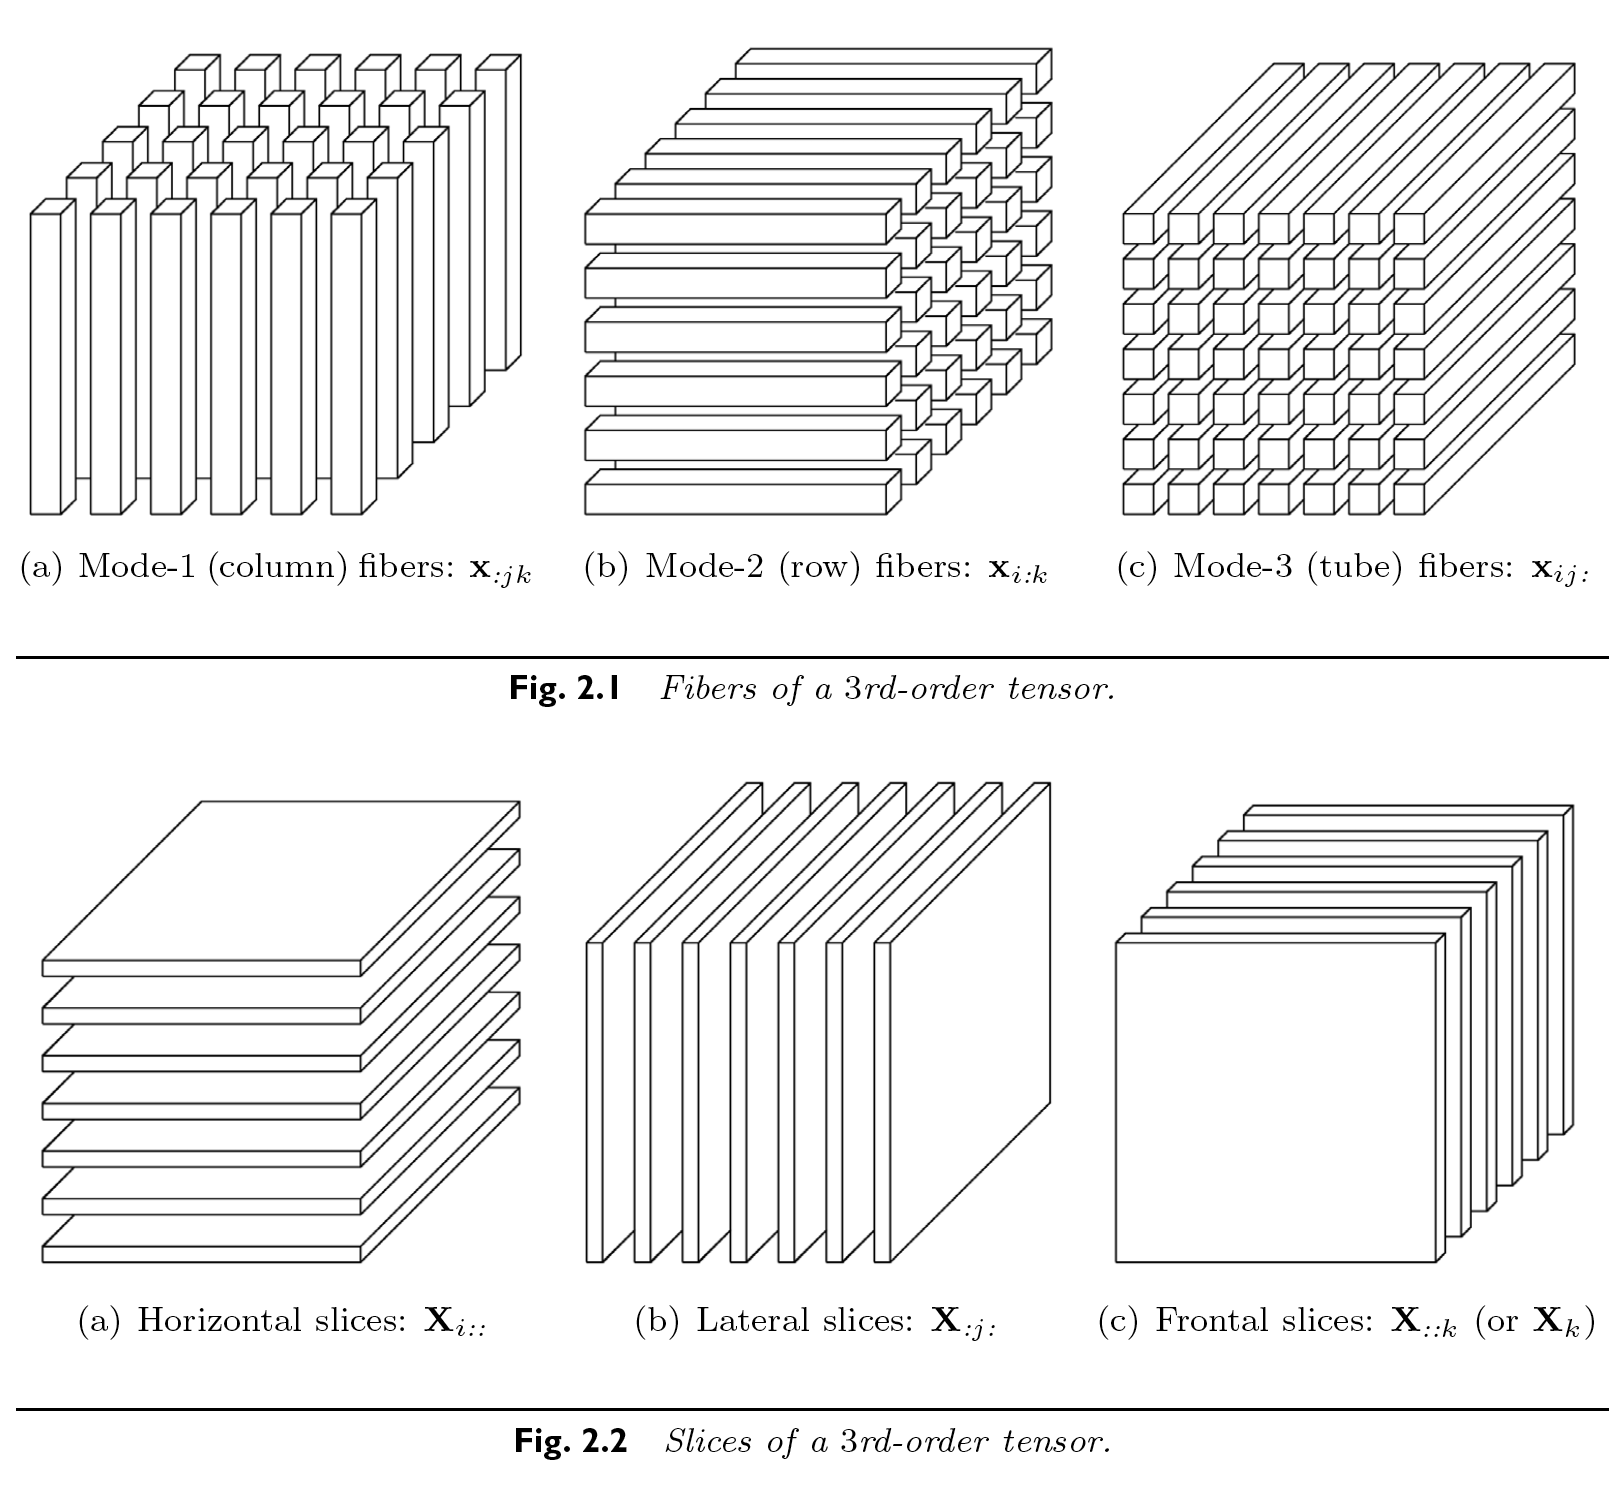 (a) Mode-1 (column) fibers: x:jk
(b) Mode-2 (row) fibers: xi:k
(c) Mode-3 (tube) fibers: xij:
Fig. 2.1 Fibers of a 3rd-order tensor.
(a) Horizontal slices: Xi::
(b) Lateral slices: X:j:
(c) Frontal slices: X::k (or Xk)
Fig. 2.2 Slices of a 3rd-order tensor.